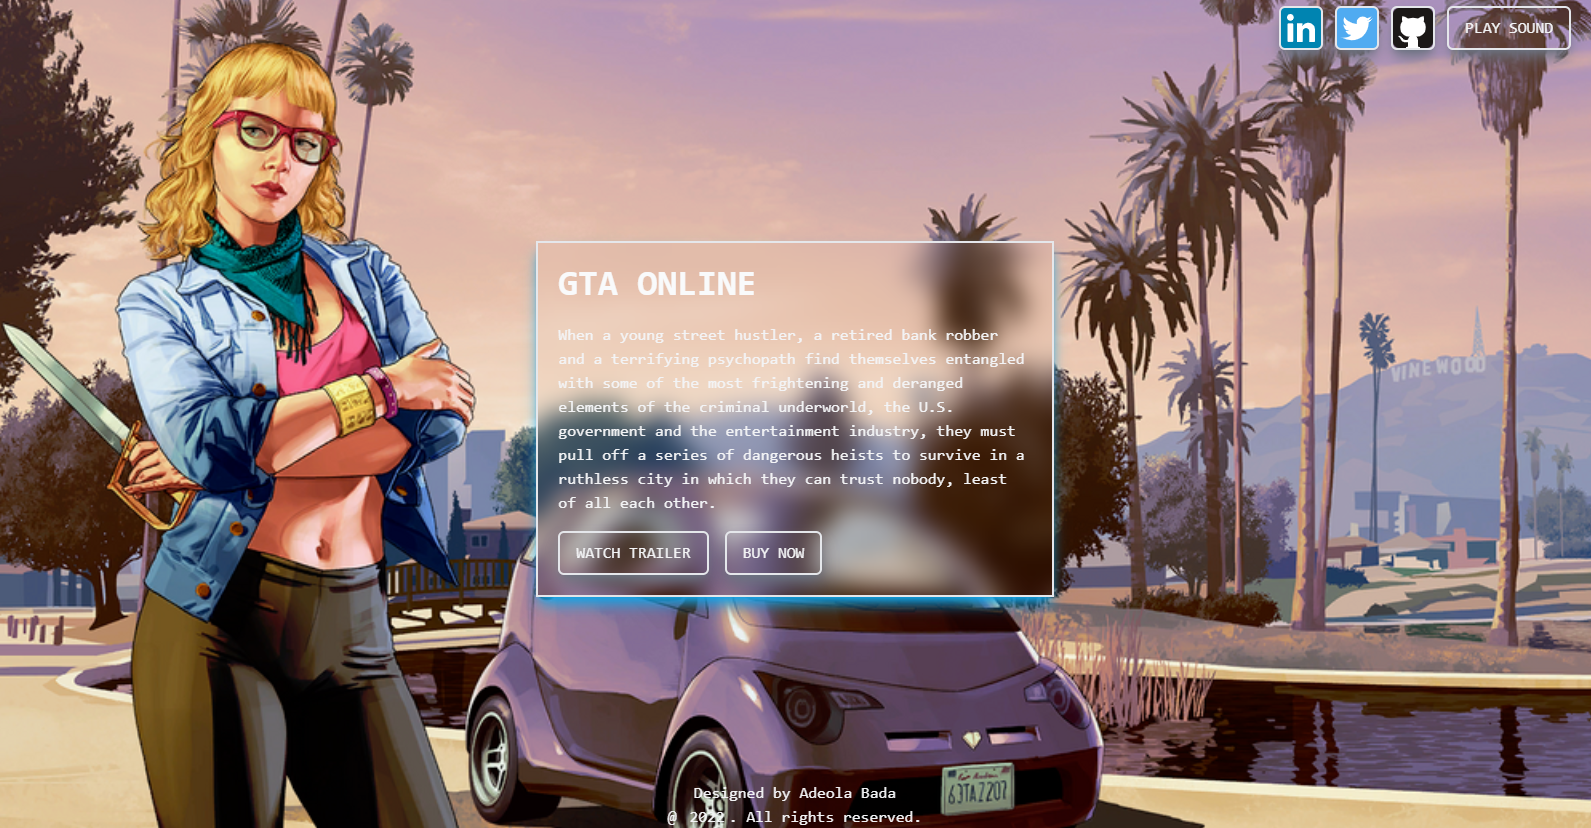 in
PLAY SOUND
GTA ONLINE
When a young street hustler, a retired bank robber
and a terrifying psychopath find themselves entangled
with some of the most frightening and deranged
elements of the criminal underworld, the U.S.
government and the entertainment industry, they must
pull off a series of dangerous heists to survive in a
ruthless city in which they can trust nobody, least
of all each other.
WATCH TRAILER
BUY NOW
VINEWOOD
63TAZ207
Designed by Adeola Bada
@ 2022. All rights reserved.